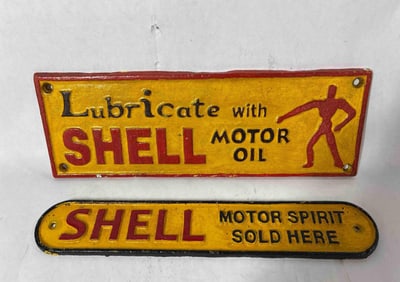 Lubricate with
SHELL MOTOR OIL
SHELL MOTOR SPIRIT
SOLD HERE